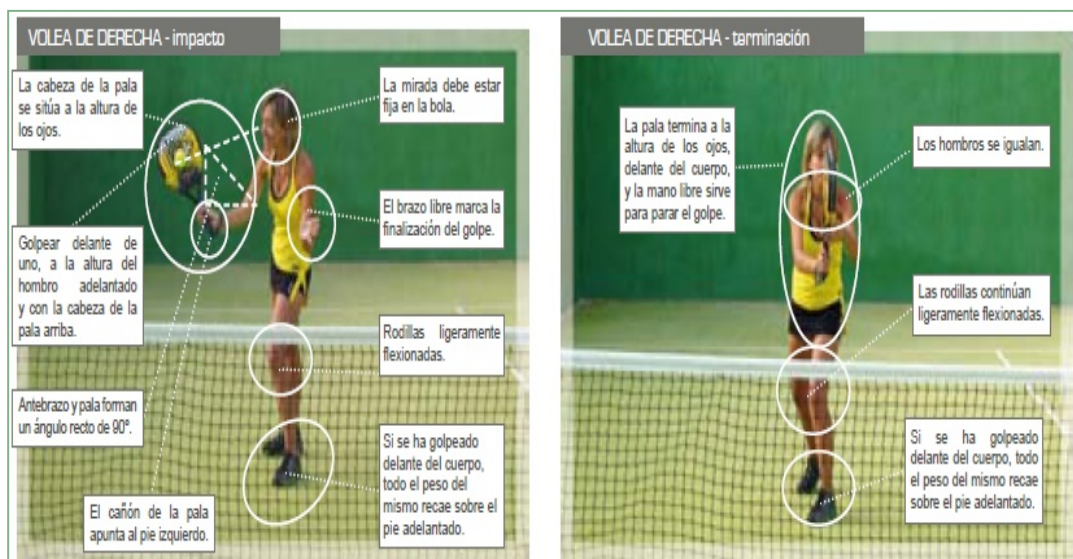 VOLEA DE DERECHA - impacto
La cabeza de la pala
se sitúa a la altura de
los ojos.
La mirada debe estar
fija en la bola.
El brazo libre marca la
finalización del golpe.
Golpear delante de
uno, a la altura del
hombro adelantado
y con la cabeza de la
pala arriba.
Rodillas ligeramente
flexionadas.
Antebrazo y pala forman
un ángulo recto de 90º.
Si se ha golpeado
delante del cuerpo,
todo el peso del
mismo recae sobre el
pie adelantado.
El cañón de la pala
apunta al pie izquierdo.
VOLEA DE DERECHA - terminación
La pala termina a la
altura de los ojos,
delante del cuerpo,
y la mano libre sirve
para parar el golpe.
Los hombros se igualan.
Las rodillas continúan
ligeramente flexionadas.
Si se ha golpeado
delante del cuerpo, todo
el peso del mismo recae
sobre el pie adelantado.